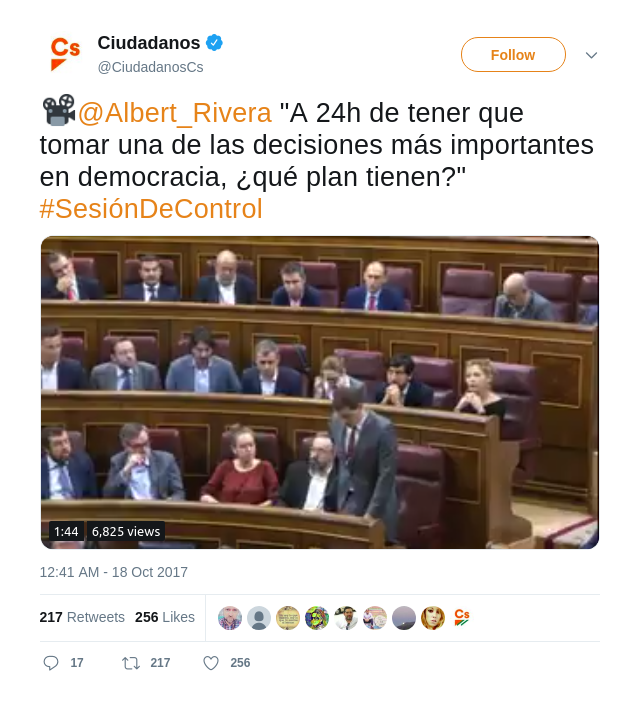 Cs Ciudadanos
@CiudadanosCs
Follow
@Albert_Rivera "A 24h de tener que
tomar una de las decisiones más importantes
en democracia, ¿qué plan tienen?"
#SesiónDeControl
1:44 6,825 views
12:41 AM - 18 Oct 2017
217 Retweets 256 Likes
Cs
17 217 256